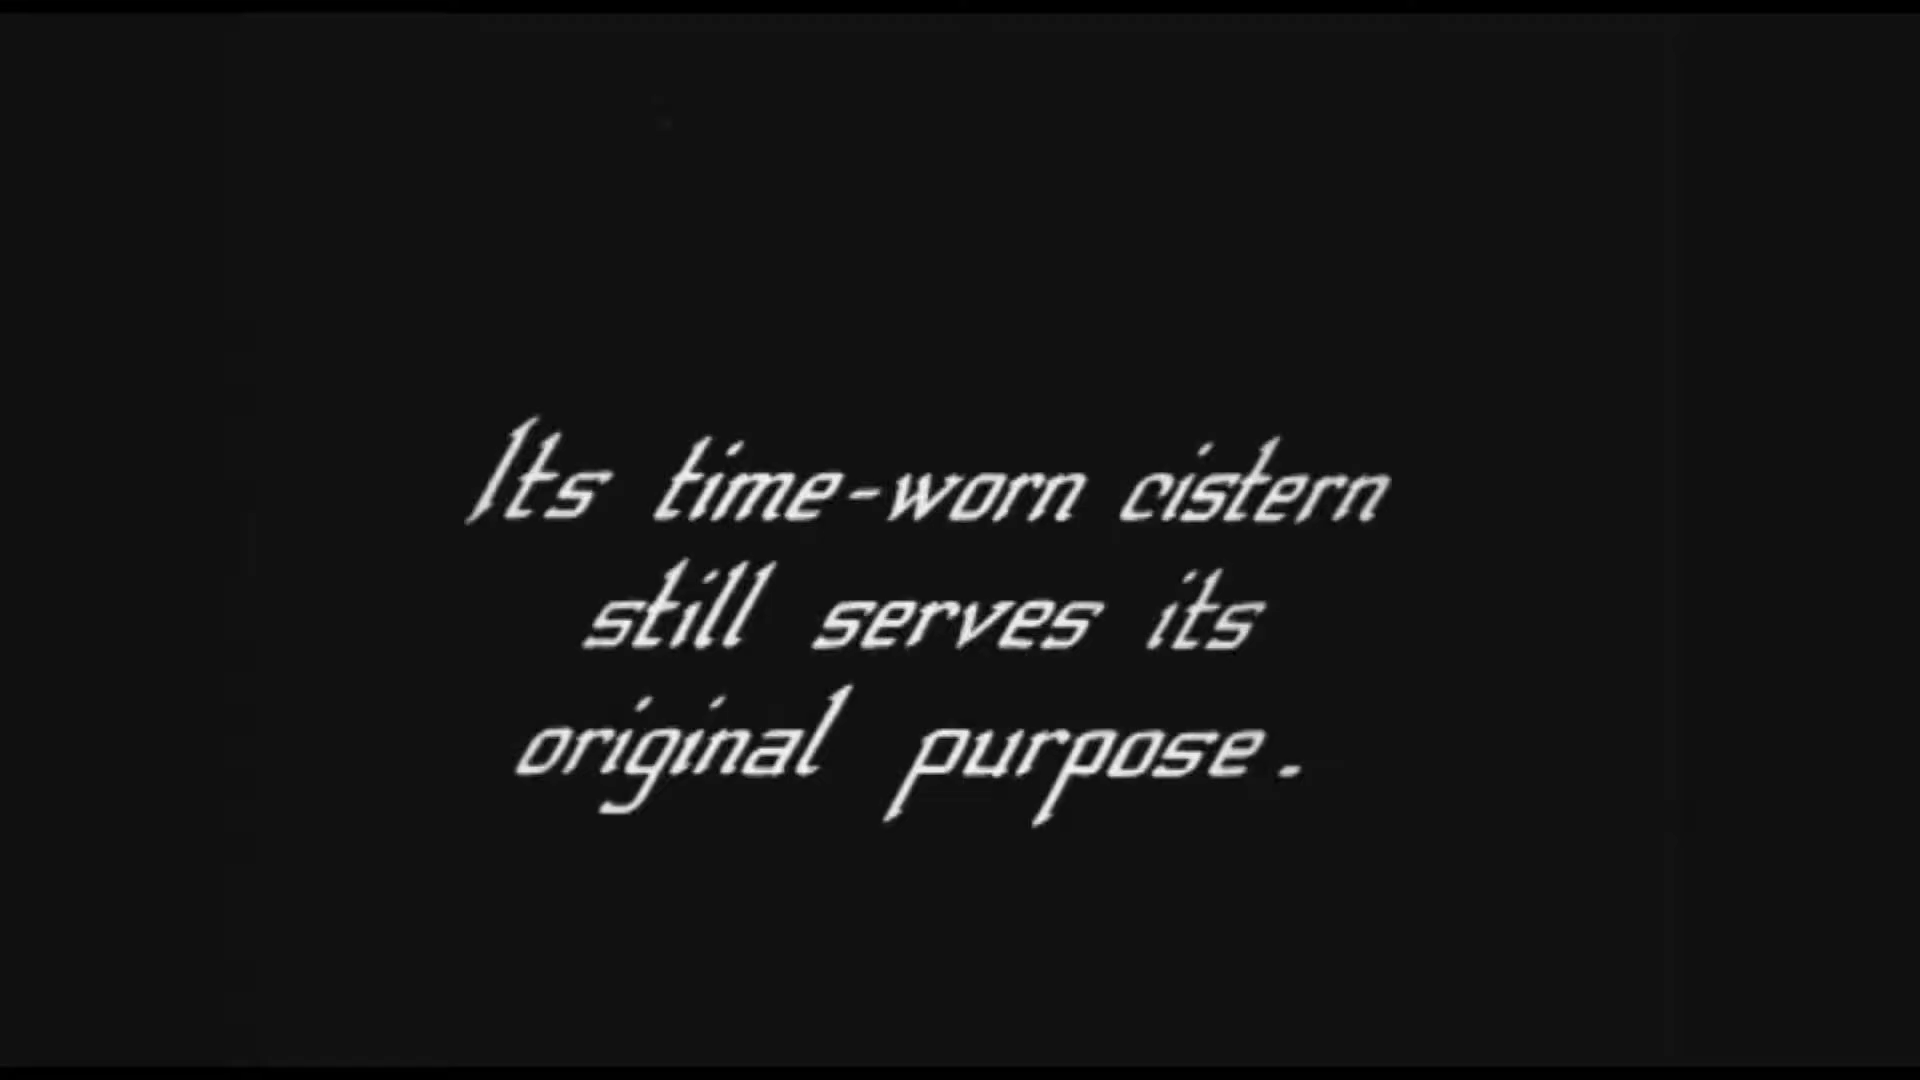 Its time-worn cistern
still serves its
original purpose.